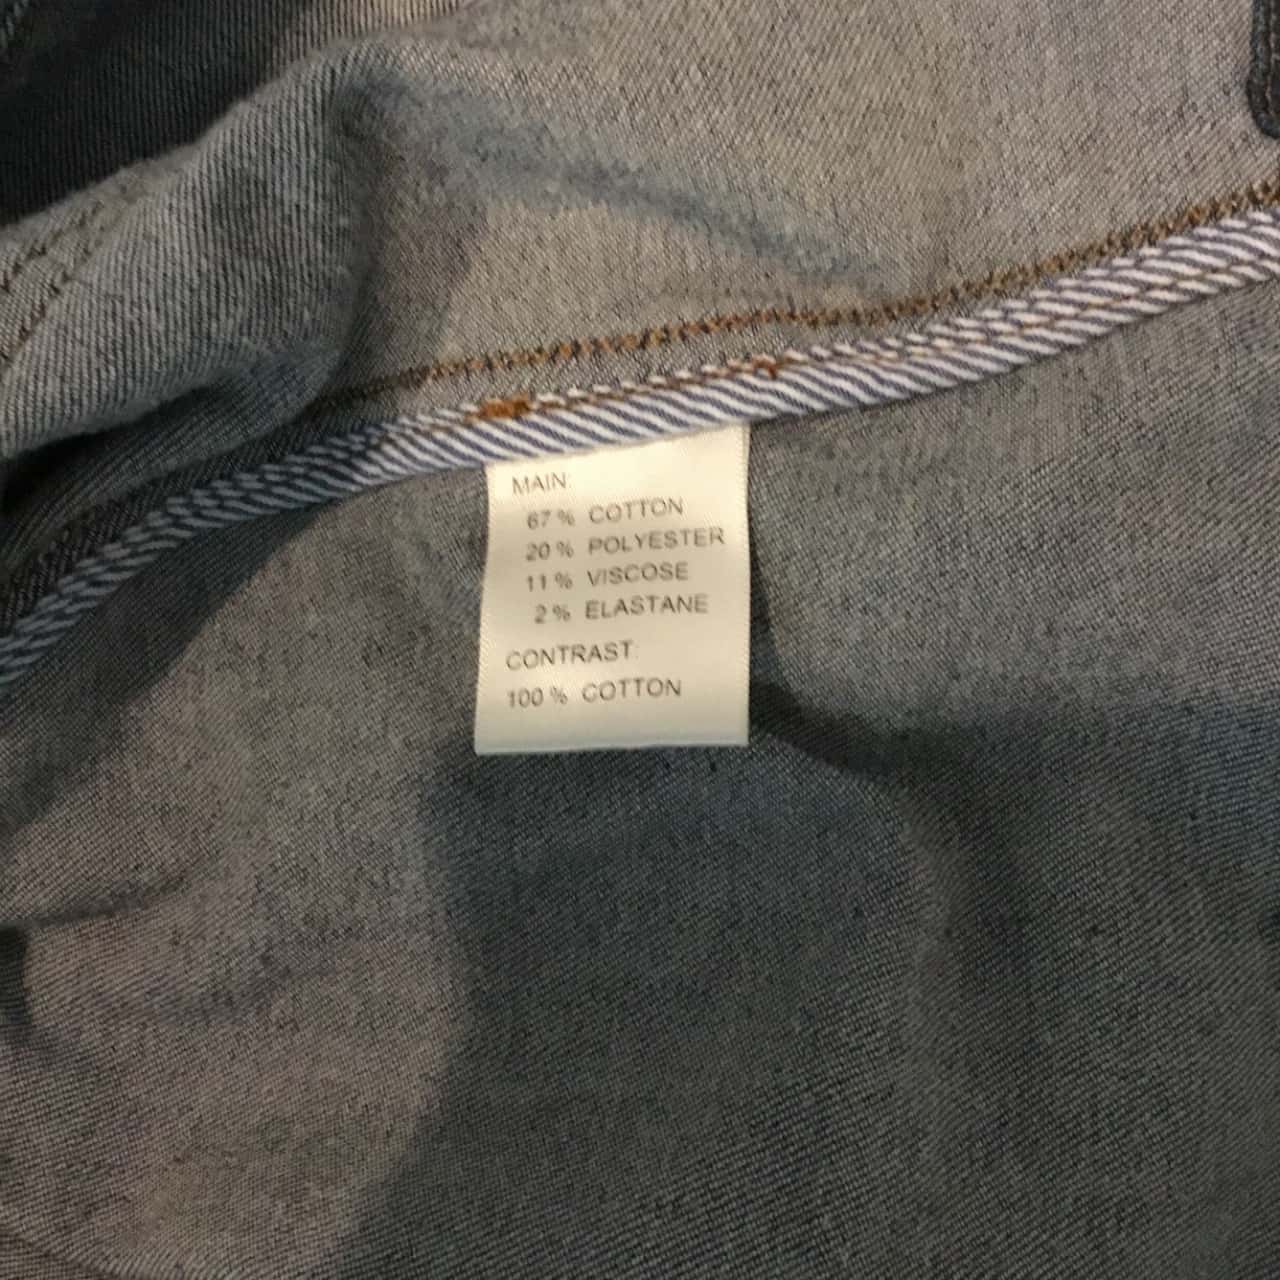 MAIN:
67% COTTON
20% POLYESTER
11% VISCOSE
2% ELASTANE
CONTRAST:
100% COTTON